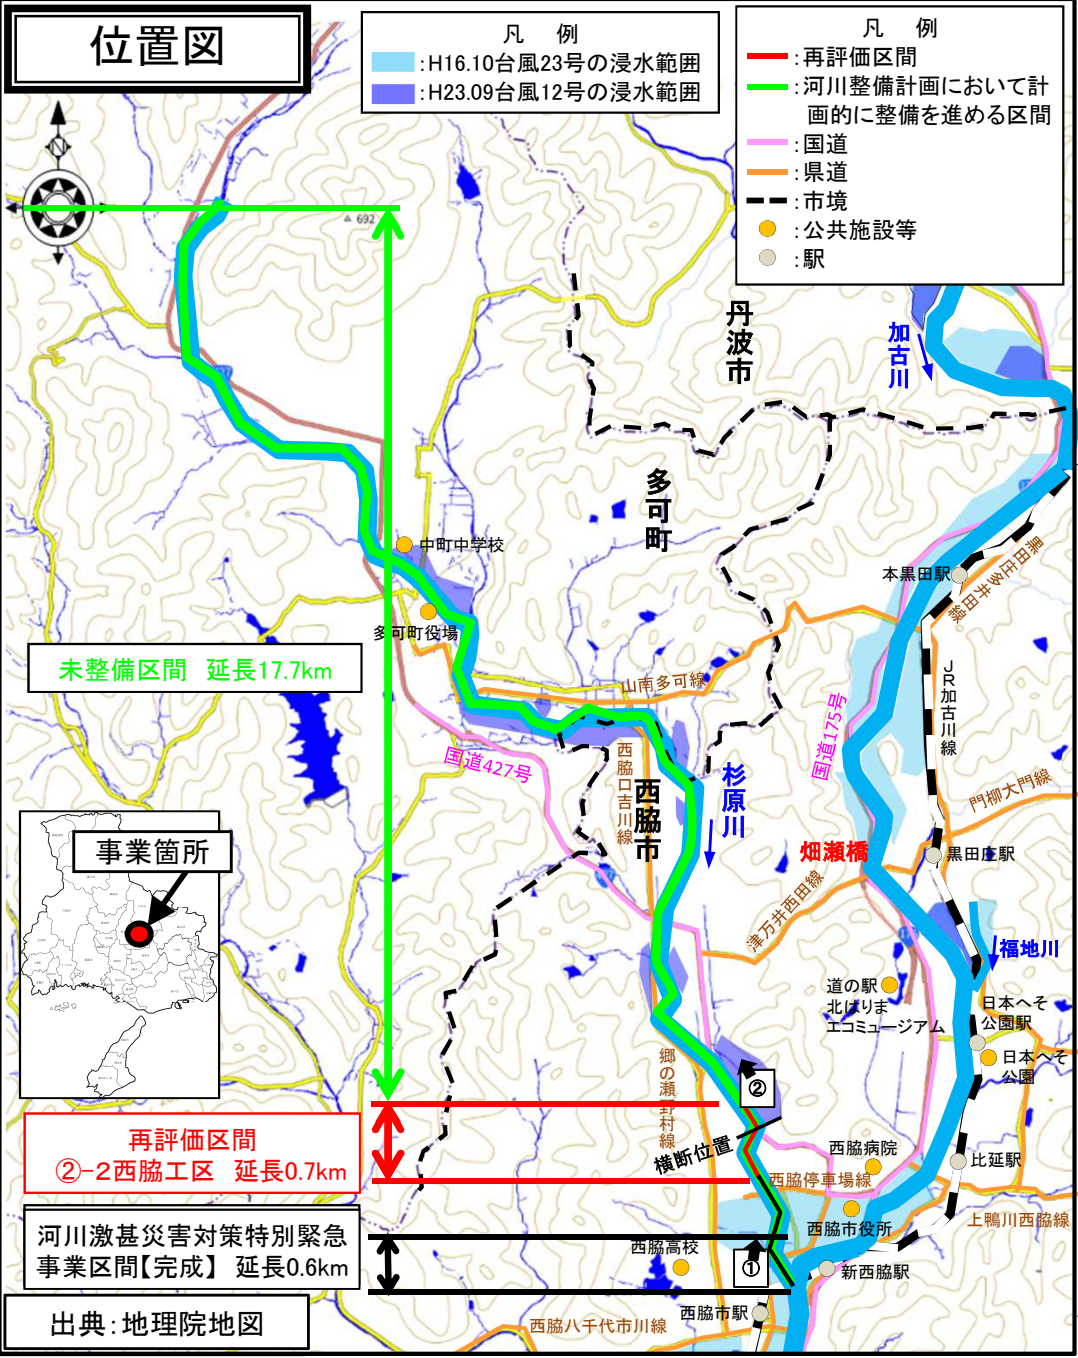 位置図
凡　例
:H16.10台風23号の浸水範囲
:H23.09台風12号の浸水範囲
凡　例
:再評価区間
:河川整備計画において計
画的に整備を進める区間
:国道
:県道
:市境
:公共施設等
:駅
N
692
丹波市
加古川
多可町
中町中学校
多可町役場
本黒田駅
黒田庄多井田線
未整備区間　延長17.7km
山南多可線
JR加古川線
国道175号
国道427号
西脇口吉川線
西脇市
杉原川
門柳大門線
畑瀬橋
黒田庄駅
津万井西田線
事業箇所
福地川
道の駅
北はりま
エコミュージアム
日本へそ
公園駅
日本へそ
公園
郷の瀬野村線
②
横断位置
再評価区間
②-2西脇工区　延長0.7km
西脇病院
比延駅
西脇停車場線
西脇市役所
上鴨川西脇線
河川激甚災害対策特別緊急
事業区間【完成】　延長0.6km
西脇高校
①
新西脇駅
西脇市駅
西脇八千代市川線
出典:地理院地図